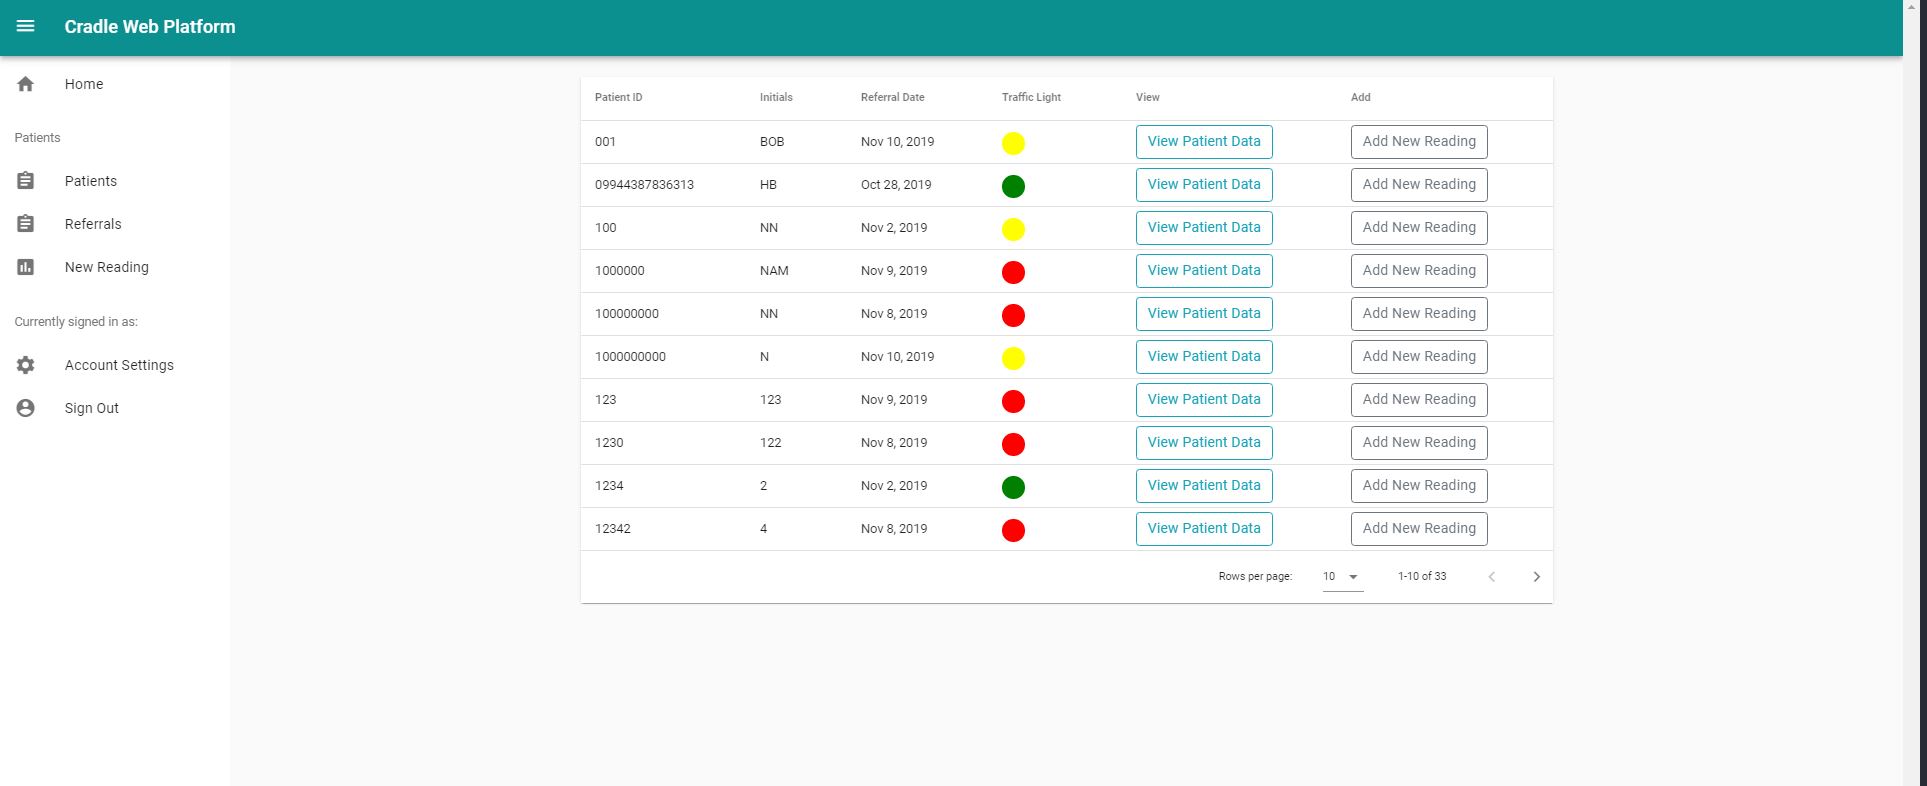 Cradle Web Platform
Home
Patients
Patients
Referrals
New Reading
Currently signed in as:
Account Settings
Sign Out
Patient ID Initials Referral Date Traffic Light View Add
001 BOB Nov 10, 2019 View Patient Data Add New Reading
09944387836313 HB Oct 28, 2019 View Patient Data Add New Reading
100 NN Nov 2, 2019 View Patient Data Add New Reading
1000000 NAM Nov 9, 2019 View Patient Data Add New Reading
100000000 NN Nov 8, 2019 View Patient Data Add New Reading
1000000000 N Nov 10, 2019 View Patient Data Add New Reading
123 123 Nov 9, 2019 View Patient Data Add New Reading
1230 122 Nov 8, 2019 View Patient Data Add New Reading
1234 2 Nov 2, 2019 View Patient Data Add New Reading
12342 4 Nov 8, 2019 View Patient Data Add New Reading
Rows per page: 10 1-10 of 33